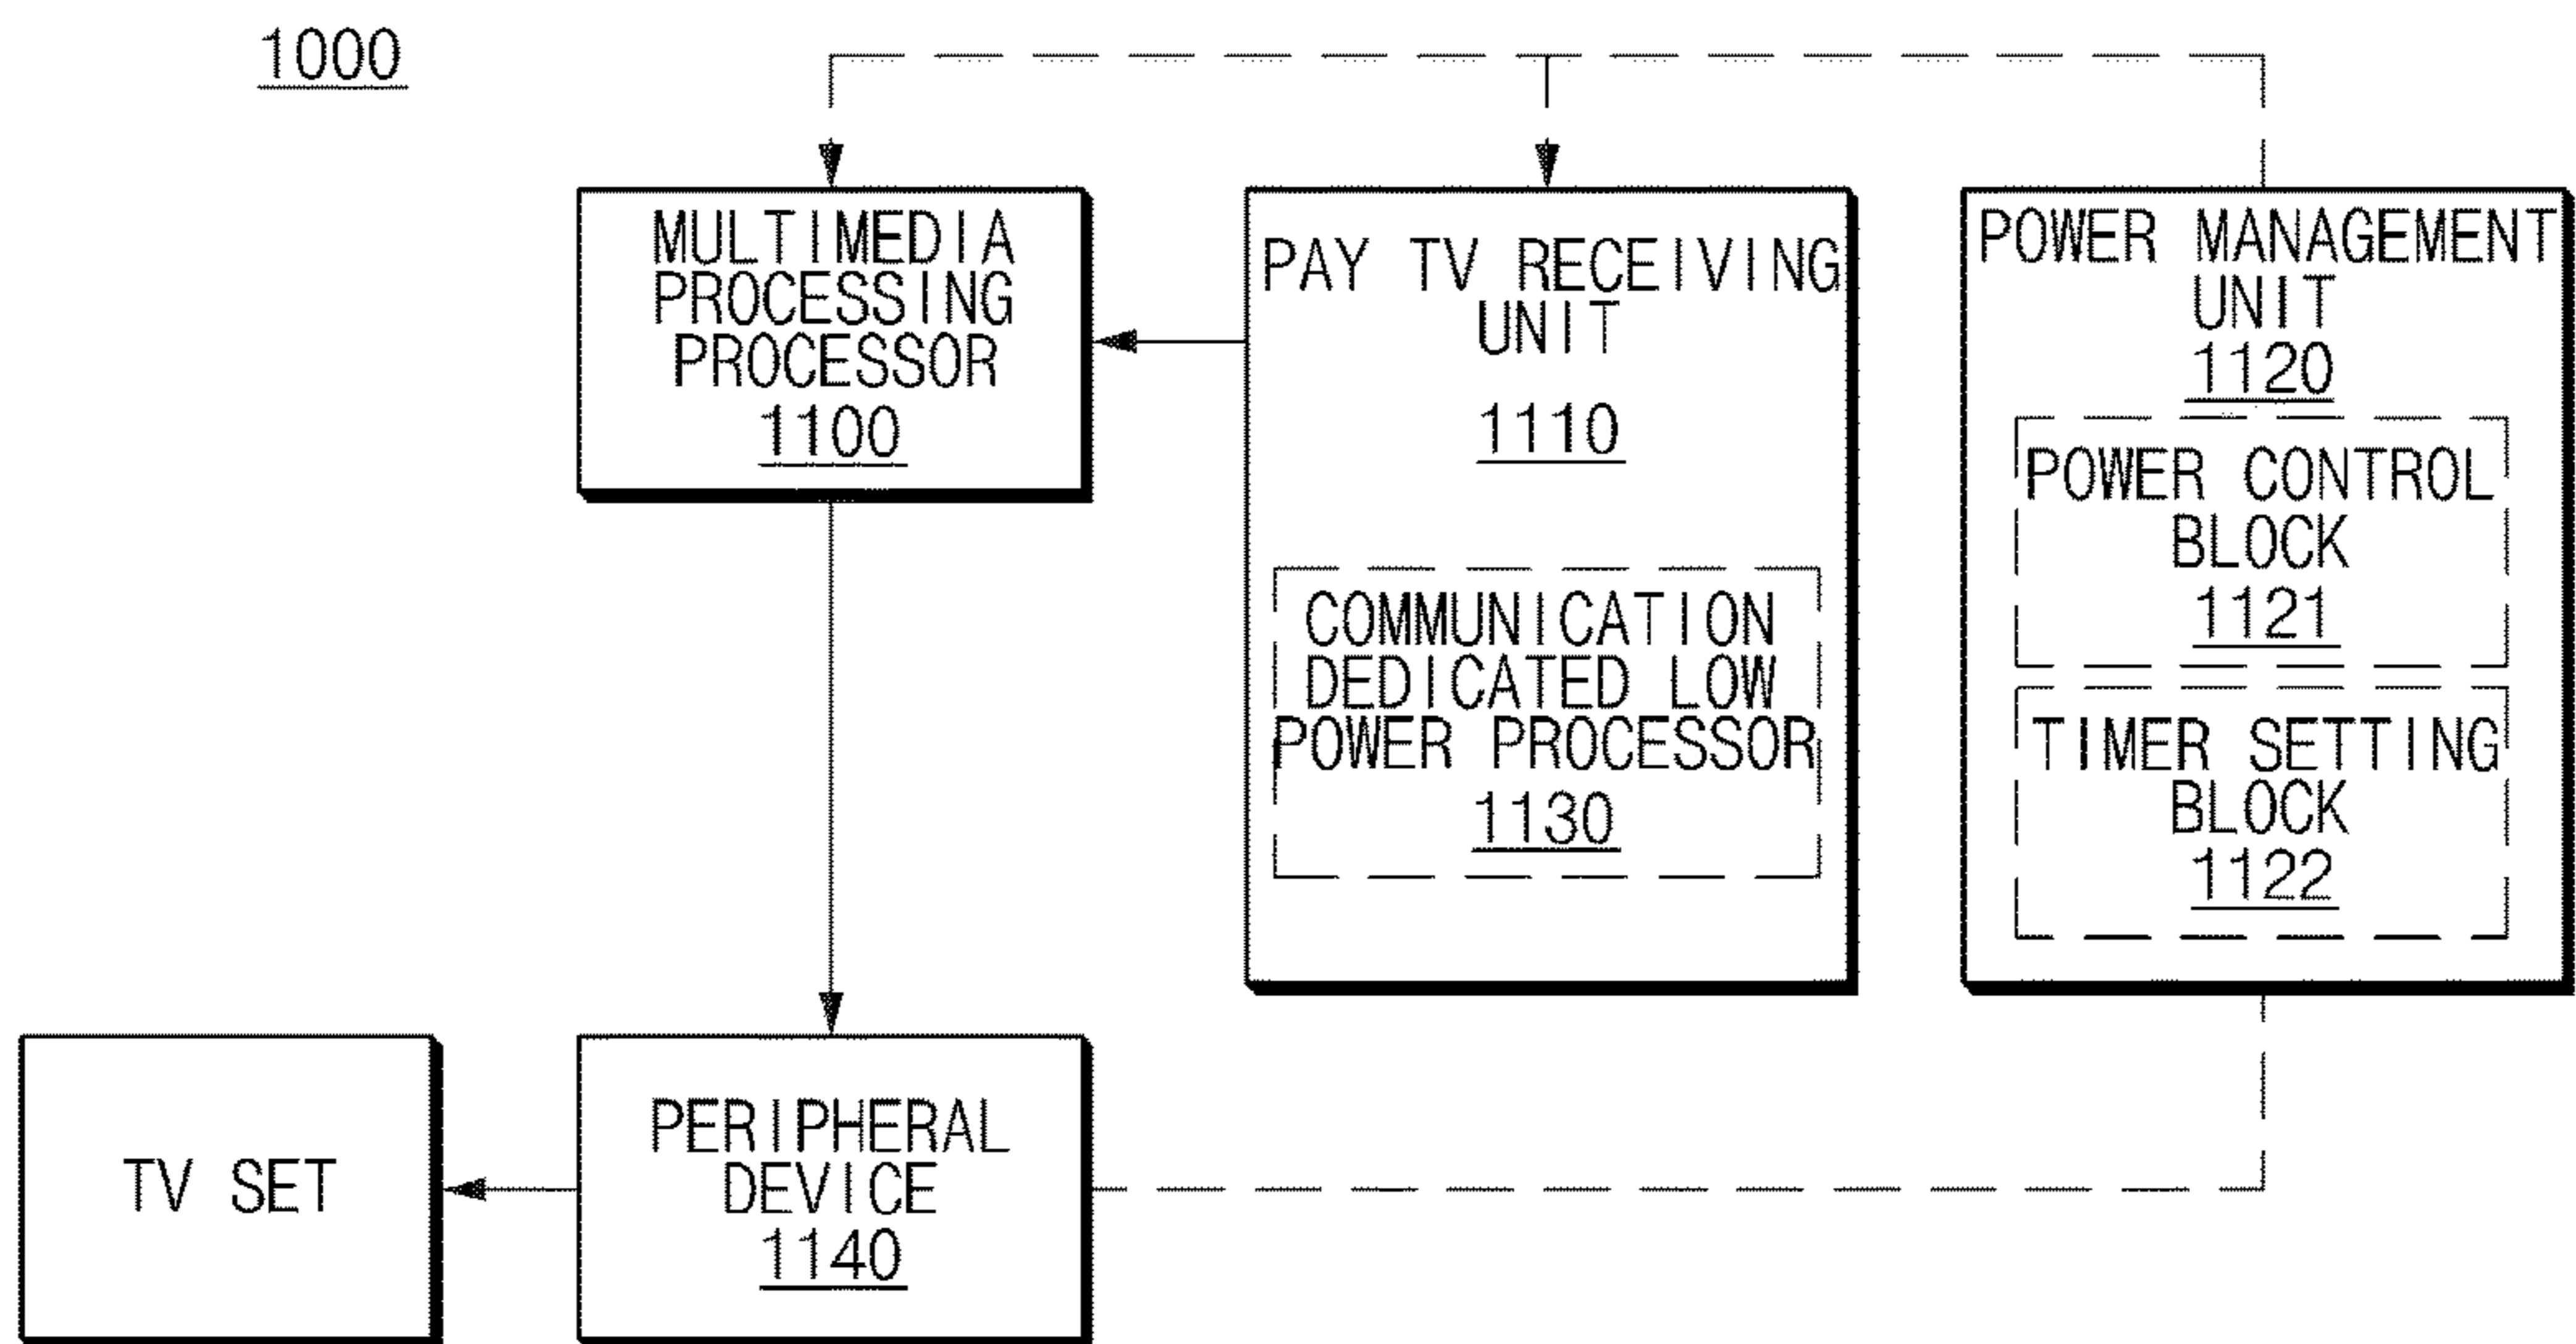 1000
MULTIMEDIA
PROCESSING
PROCESSOR
1100
PAY TV RECEIVING
UNIT
1110
COMMUNICATION
DEDICATED LOW
POWER PROCESSOR
1130
POWER MANAGEMENT
UNIT
1120
POWER CONTROL
BLOCK
1121
TIMER SETTING
BLOCK
1122
TV SET
PERIPHERAL
DEVICE
1140